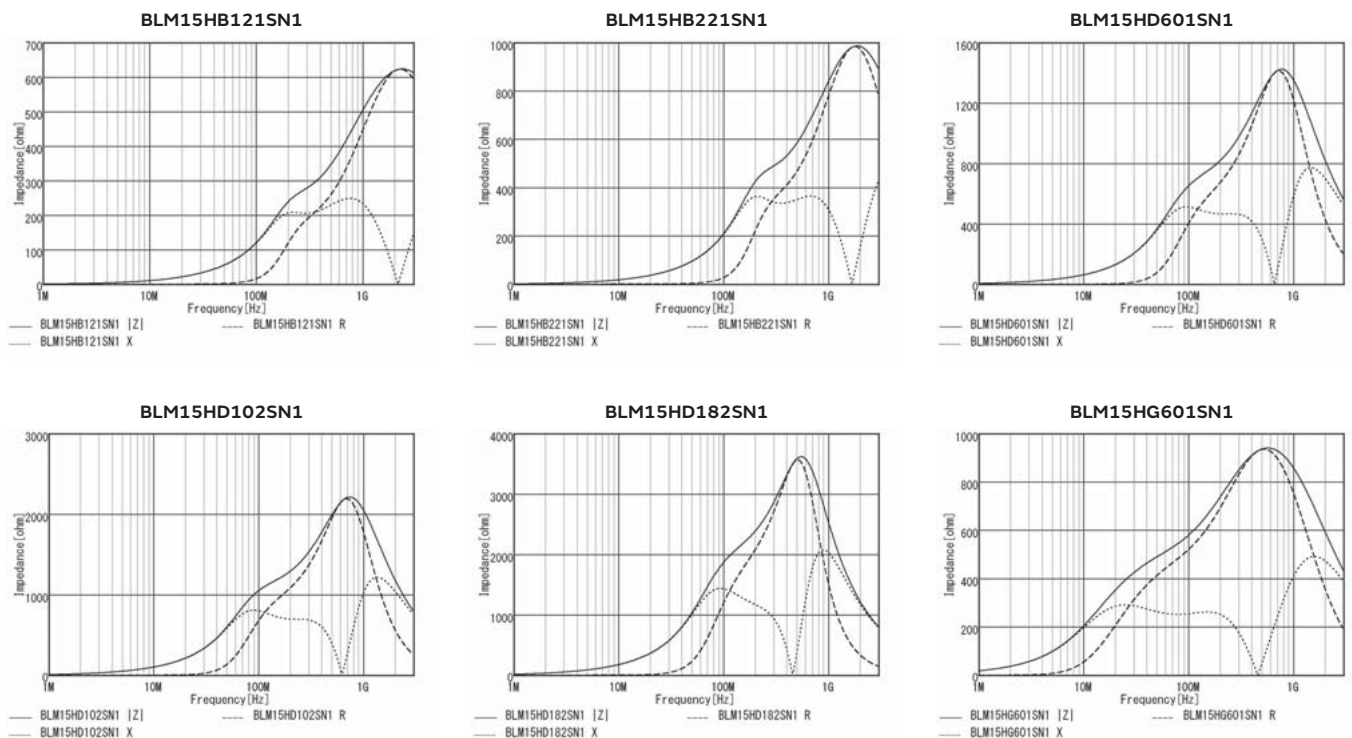 BLM15HB121SN1
700
600
500
400
300
200
100
0
Impedance[ohm]
1M 10M 100M 1G
Frequency[Hz]
BLM15HB121SN1 |Z| BLM15HB121SN1 R
BLM15HB121SN1 X
BLM15HB221SN1
1000
800
600
400
200
0
Impedance[ohm]
1M 10M 100M 1G
Frequency[Hz]
BLM15HB221SN1 |Z| BLM15HB221SN1 R
BLM15HB221SN1 X
BLM15HD601SN1
1600
1200
800
400
0
Impedance[ohm]
1M 10M 100M 1G
Frequency[Hz]
BLM15HD601SN1 |Z| BLM15HD601SN1 R
BLM15HD601SN1 X
BLM15HD102SN1
3000
2000
1000
0
Impedance[ohm]
1M 10M 100M 1G
Frequency[Hz]
BLM15HD102SN1 |Z| BLM15HD102SN1 R
BLM15HD102SN1 X
BLM15HD182SN1
4000
3000
2000
1000
0
Impedance[ohm]
1M 10M 100M 1G
Frequency[Hz]
BLM15HD182SN1 |Z| BLM15HD182SN1 R
BLM15HD182SN1 X
BLM15HG601SN1
1000
800
600
400
200
0
Impedance[ohm]
1M 10M 100M 1G
Frequency[Hz]
BLM15HG601SN1 |Z| BLM15HG601SN1 R
BLM15HG601SN1 X